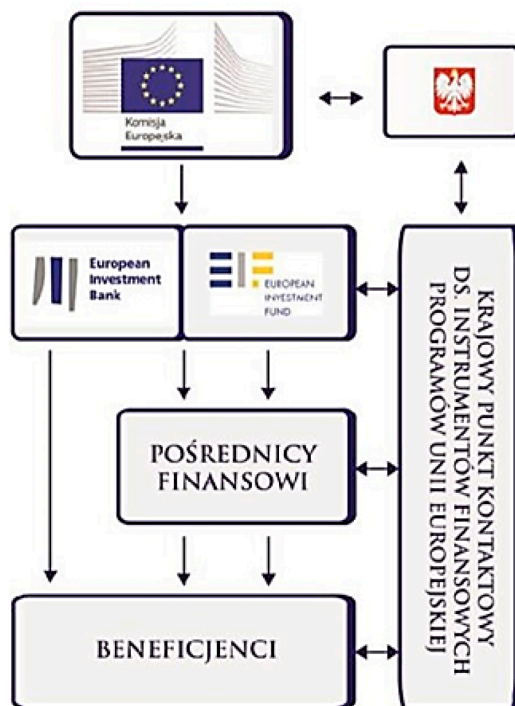 Komisja
Europejska
European
Investment
Bank
EUROPEAN
INVESTMENT
FUND
KRAJOWY PUNKT KONTAKTOWY
DS. INSTRUMENTÓW FINANSOWYCH
PROGRAMÓW UNII EUROPEJSKIEJ
POŚREDNICY
FINANSOWI
BENEFICJENCI